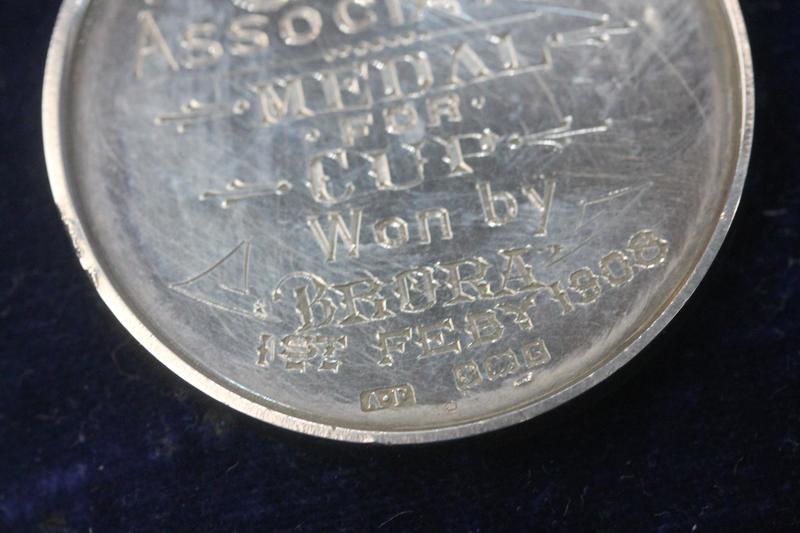 ASSOCIA
MEDAL
FOR
CUP
Won by
"BRORA"
1ST FEBY 1908
A·P